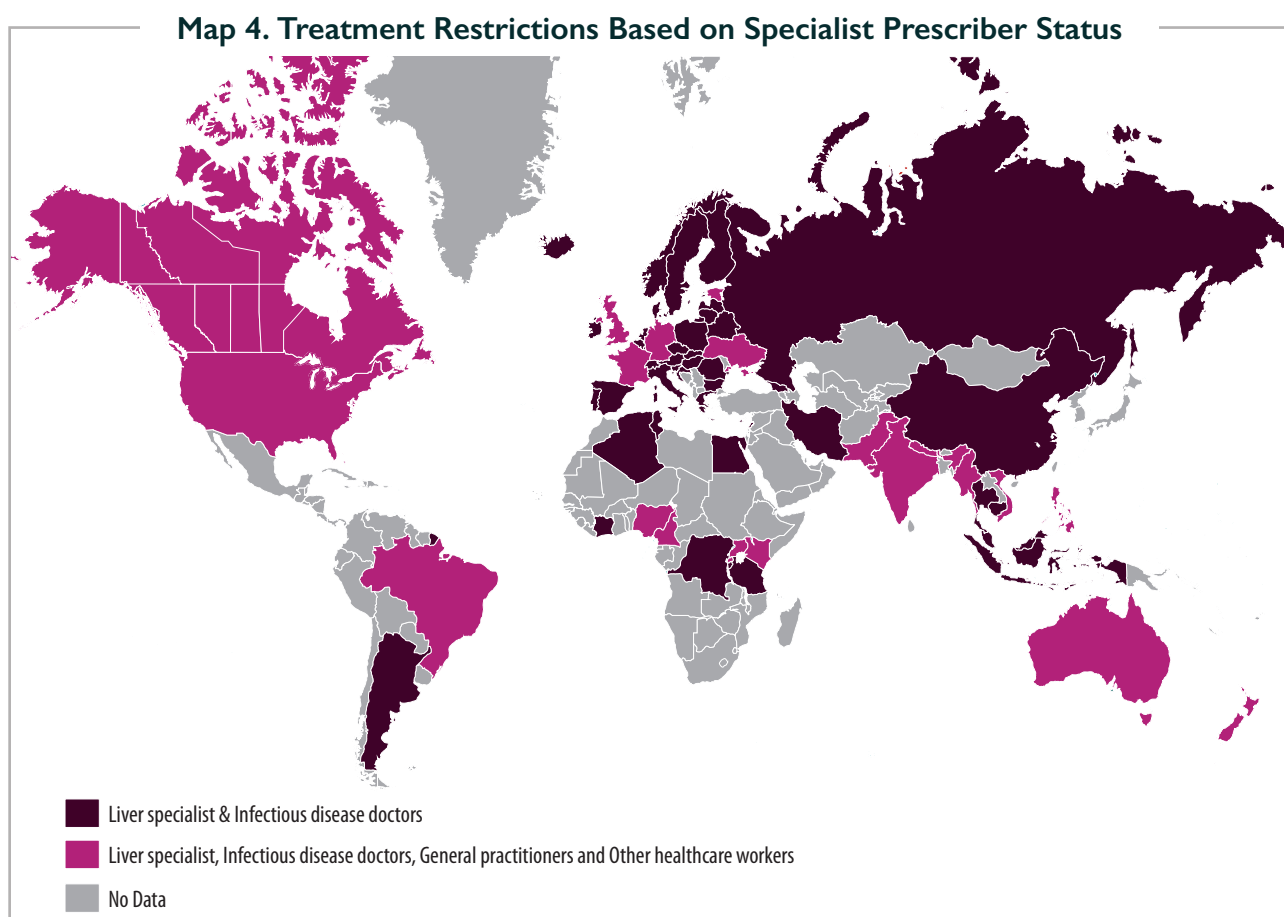 Map 4. Treatment Restrictions Based on Specialist Prescriber Status
Liver specialist & Infectious disease doctors
Liver specialist, Infectious disease doctors, General practitioners and Other healthcare workers
No Data